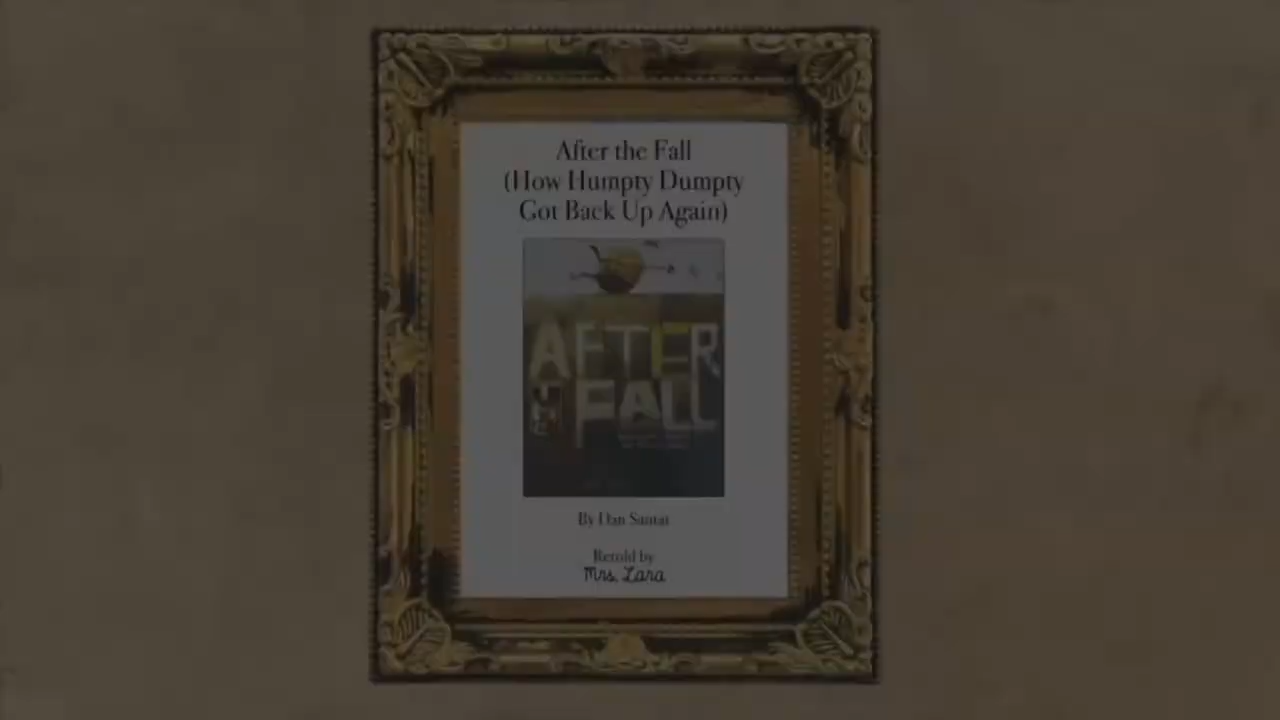 After the Fall
(How Humpty Dumpty
Got Back Up Again)
AFTER
THE FALL
By Dan Santat
Retold by
Mrs. Lara